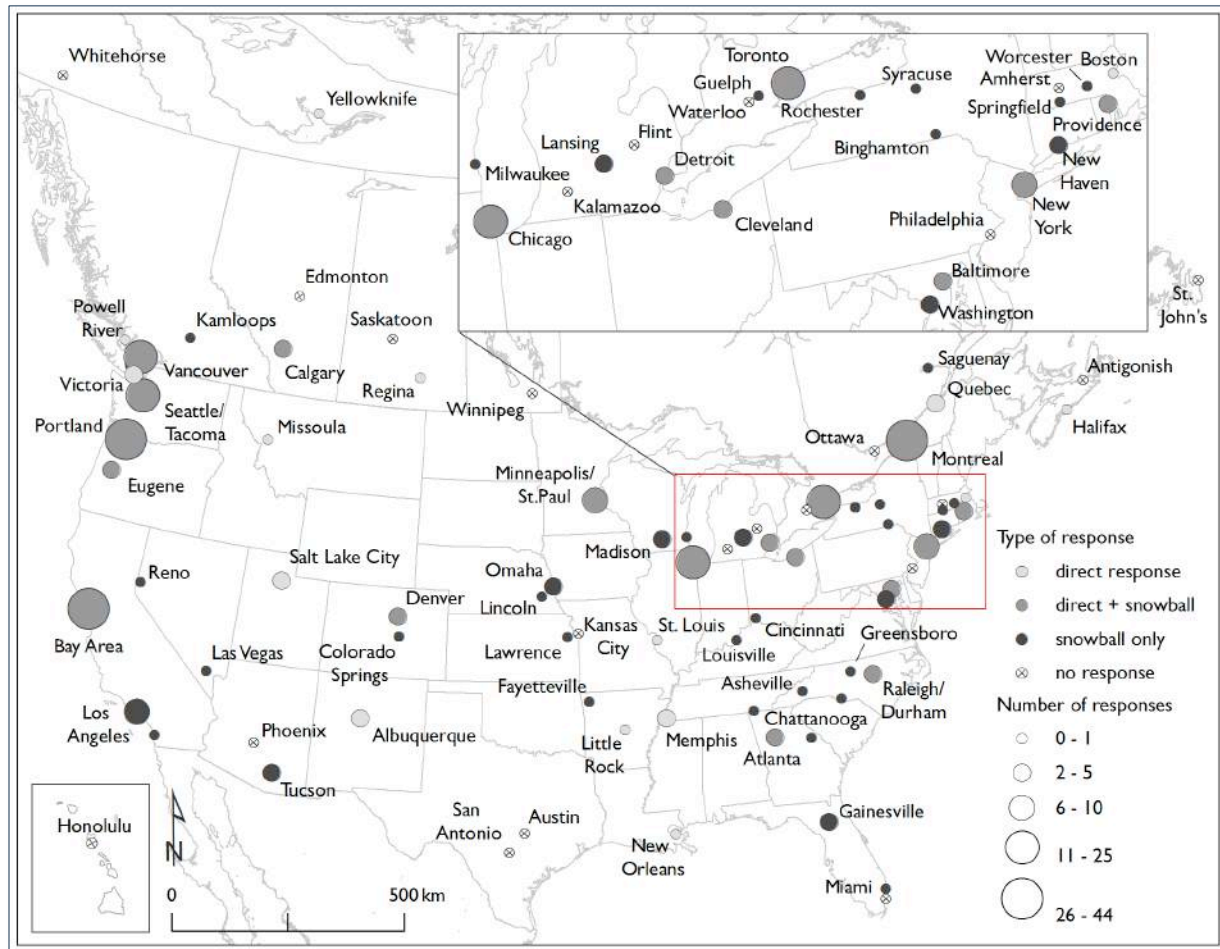 Whitehorse
Yellowknife
Toronto
Guelph
Waterloo
Rochester
Syracuse
Worcester
Boston
Amherst
Springfield
Providence
Lansing
Flint
Detroit
Binghamton
New
Haven
Milwaukee
Kalamazoo
Cleveland
New
York
Philadelphia
Chicago
Baltimore
Washington
St.
John's
Edmonton
Powell
River
Kamloops
Saskatoon
Vancouver
Calgary
Victoria
Regina
Seattle/
Tacoma
Winnipeg
Portland
Missoula
Eugene
Saguenay
Quebec
Antigonish
Halifax
Ottawa
Montreal
Minneapolis/
St.Paul
Madison
Salt Lake City
Reno
Omaha
Lincoln
Denver
Bay Area
Las Vegas
Colorado
Springs
Lawrence
Kansas
City
St. Louis
Cincinnati
Louisville
Greensboro
Fayetteville
Asheville
Raleigh/
Durham
Los
Angeles
Phoenix
Albuquerque
Little
Rock
Memphis
Chattanooga
Atlanta
Tucson
San
Antonio
Austin
Gainesville
New
Orleans
Miami
Honolulu
N
0
500 km
Type of response
direct response
direct + snowball
snowball only
no response
Number of responses
0 - 1
2 - 5
6 - 10
11 - 25
26 - 44